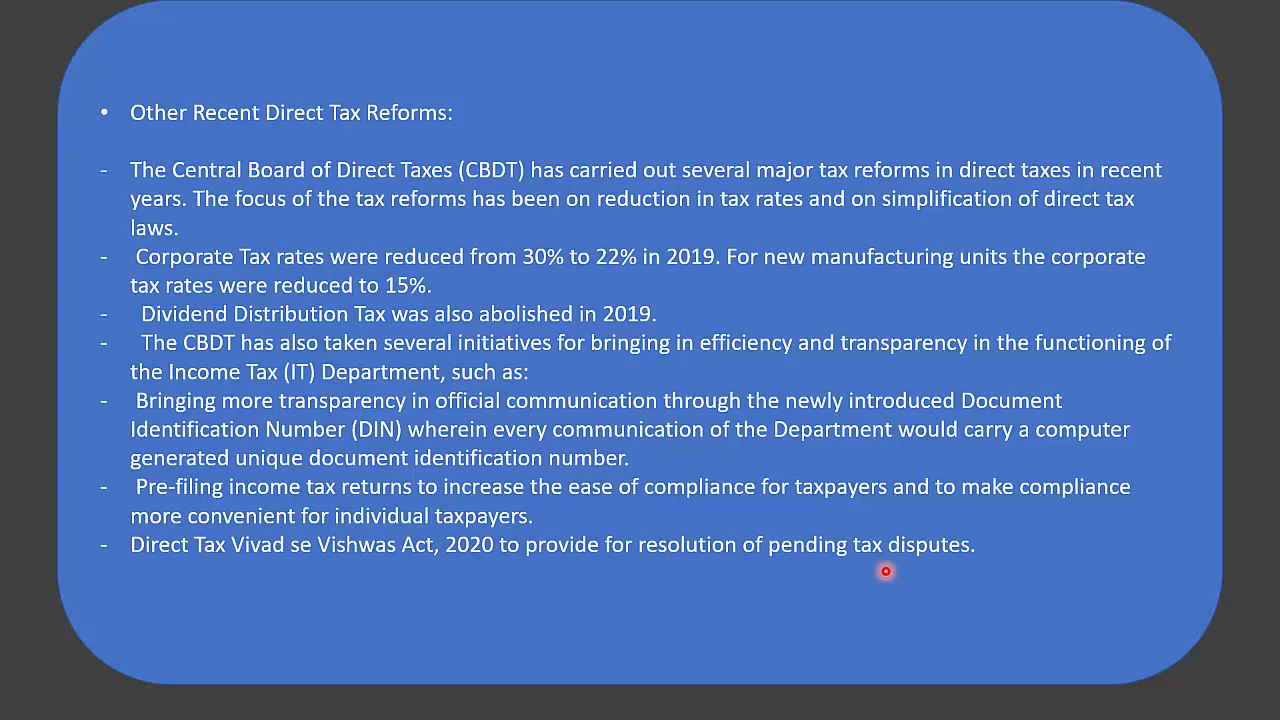 • Other Recent Direct Tax Reforms:
- The Central Board of Direct Taxes (CBDT) has carried out several major tax reforms in direct taxes in recent
years. The focus of the tax reforms has been on reduction in tax rates and on simplification of direct tax
laws.
- Corporate Tax rates were reduced from 30% to 22% in 2019. For new manufacturing units the corporate
tax rates were reduced to 15%.
- Dividend Distribution Tax was also abolished in 2019.
- The CBDT has also taken several initiatives for bringing in efficiency and transparency in the functioning of
the Income Tax (IT) Department, such as:
- Bringing more transparency in official communication through the newly introduced Document
Identification Number (DIN) wherein every communication of the Department would carry a computer
generated unique document identification number.
- Pre-filing income tax returns to increase the ease of compliance for taxpayers and to make compliance
more convenient for individual taxpayers.
- Direct Tax Vivad se Vishwas Act, 2020 to provide for resolution of pending tax disputes.